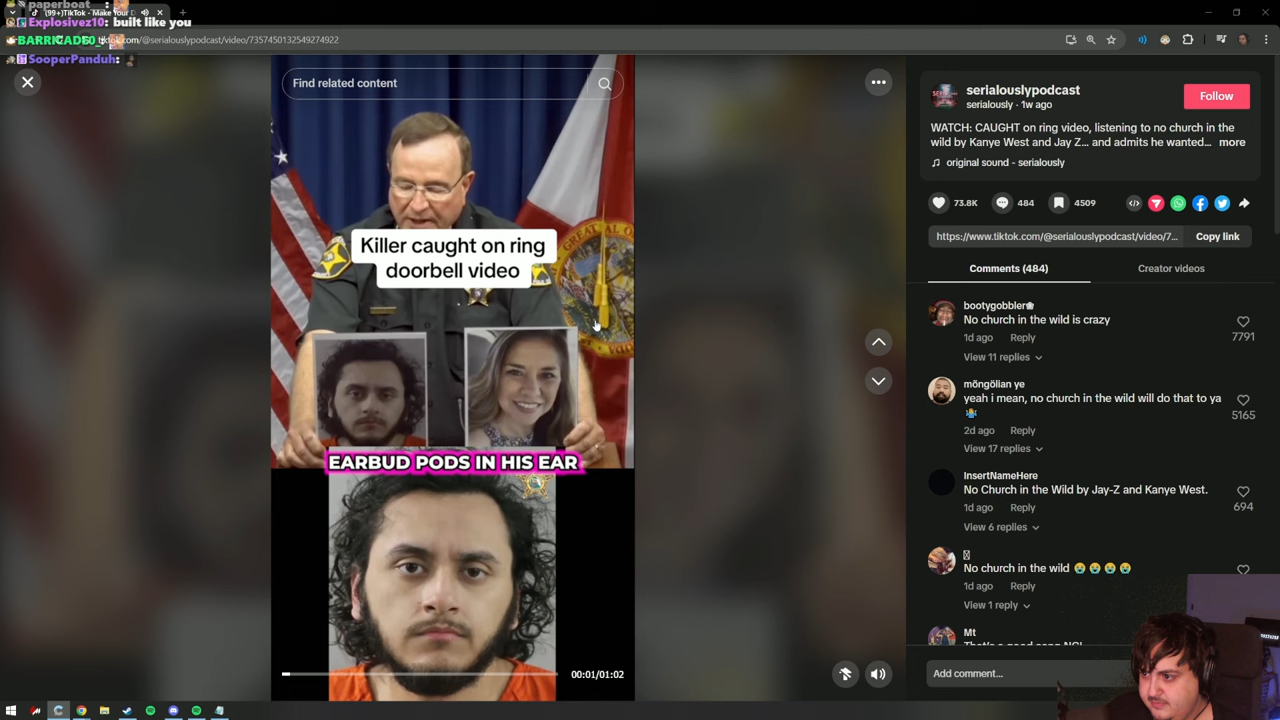 paperboat :
(99+)TikTok - Make Your D
Explosivez10: built like you
BARRICADE0_:
tiktok.com/@serialouslypodcast/video/7357450132549274922
SooperPanduh:
Find related content
Killer caught on ring
doorbell video
EARBUD PODS IN HIS EAR
00:01/01:02
serialouslypodcast
serialously · 1w ago
Follow
WATCH: CAUGHT on ring video, listening to no church in the
wild by Kanye West and Jay Z... and admits he wanted... more
♫ original sound - serialously
73.8K
484
4509
https://www.tiktok.com/@serialouslypodcast/video/7...
Copy link
Comments (484)
Creator videos
bootygobbler
No church in the wild is crazy
1d ago Reply
7791
View 11 replies
möngölian ye
yeah i mean, no church in the wild will do that to ya
🤷‍♂️
5165
2d ago Reply
View 17 replies
InsertNameHere
No Church in the Wild by Jay-Z and Kanye West.
1d ago Reply
694
View 6 replies
No church in the wild 😭😭😭😭
1d ago Reply
View 1 reply
Mt
Add comment...